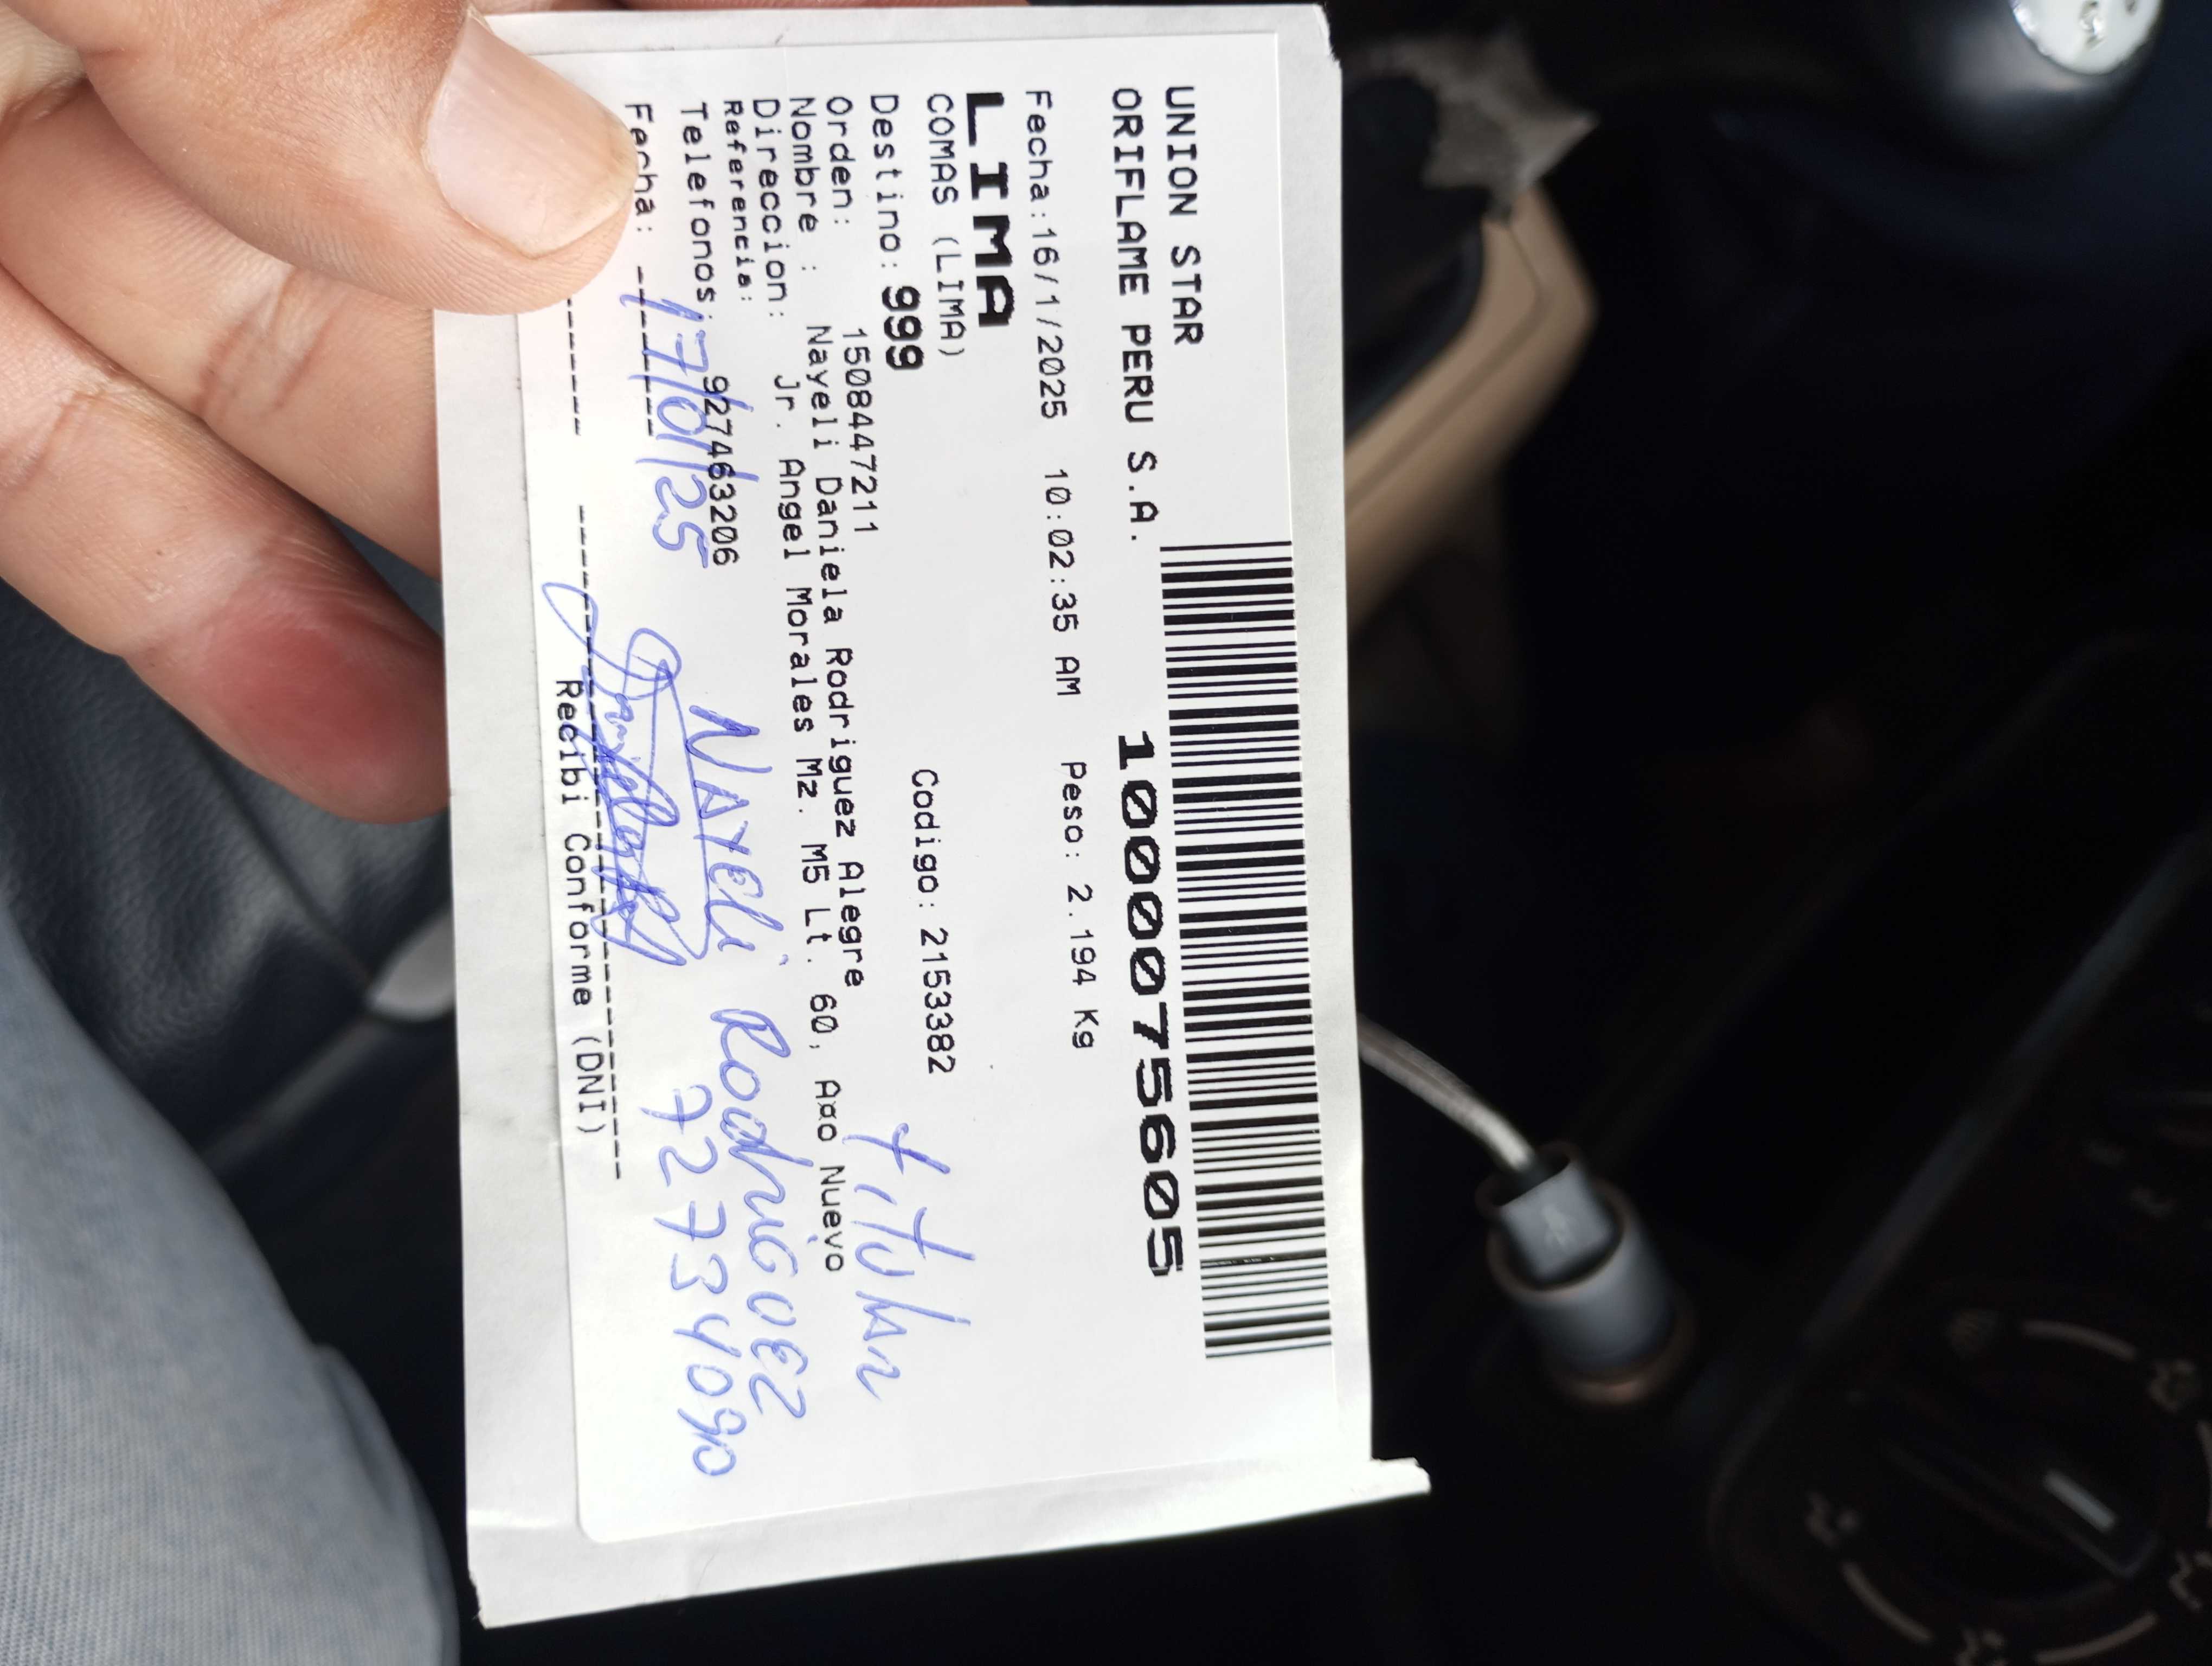 UNION STAR
ORIFLAME PERU S.A.
1000075605
Fecha:16/1/2025 10:02:35 AM Peso: 2.194 Kg
LIMA
COMAS (LIMA)
Codigo: 2153382
Destino: 999
titular
Orden: 1508447211
Nombre : Nayeli Daniela Rodriguez Alegre
Direccion: Jr. Angel Morales Mz. M5 Lt. 60, Aÿo Nuevo
Referencia:
Telefonos: 927463206
Nayeli Rodriguez
Fecha: 17/01/25
72734090
Recibi Conforme (DNI)